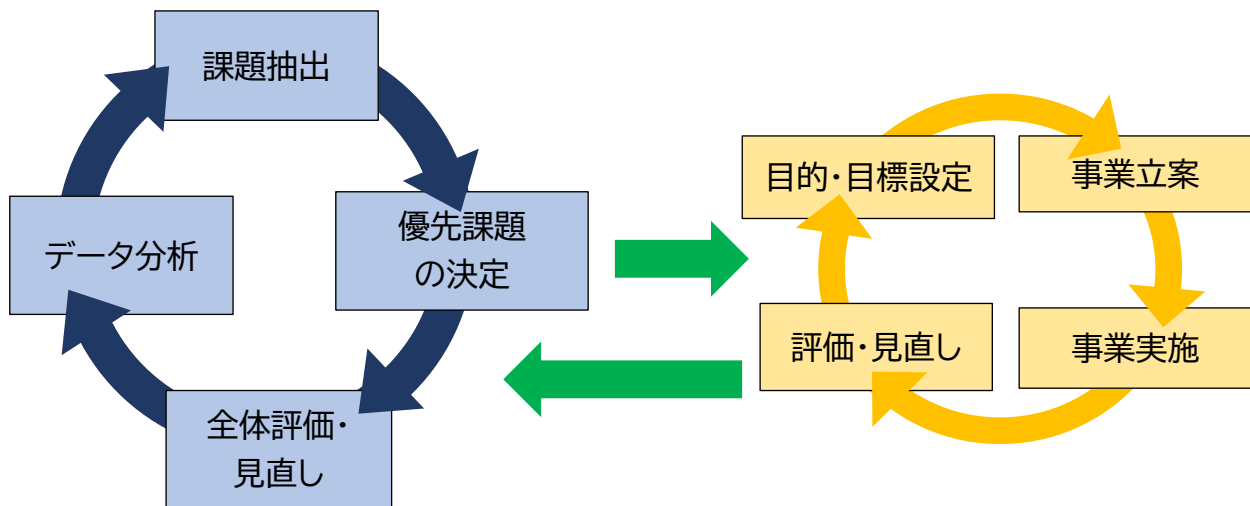 課題抽出
優先課題
の決定
データ分析
全体評価・
見直し
目的・目標設定
事業立案
評価・見直し
事業実施